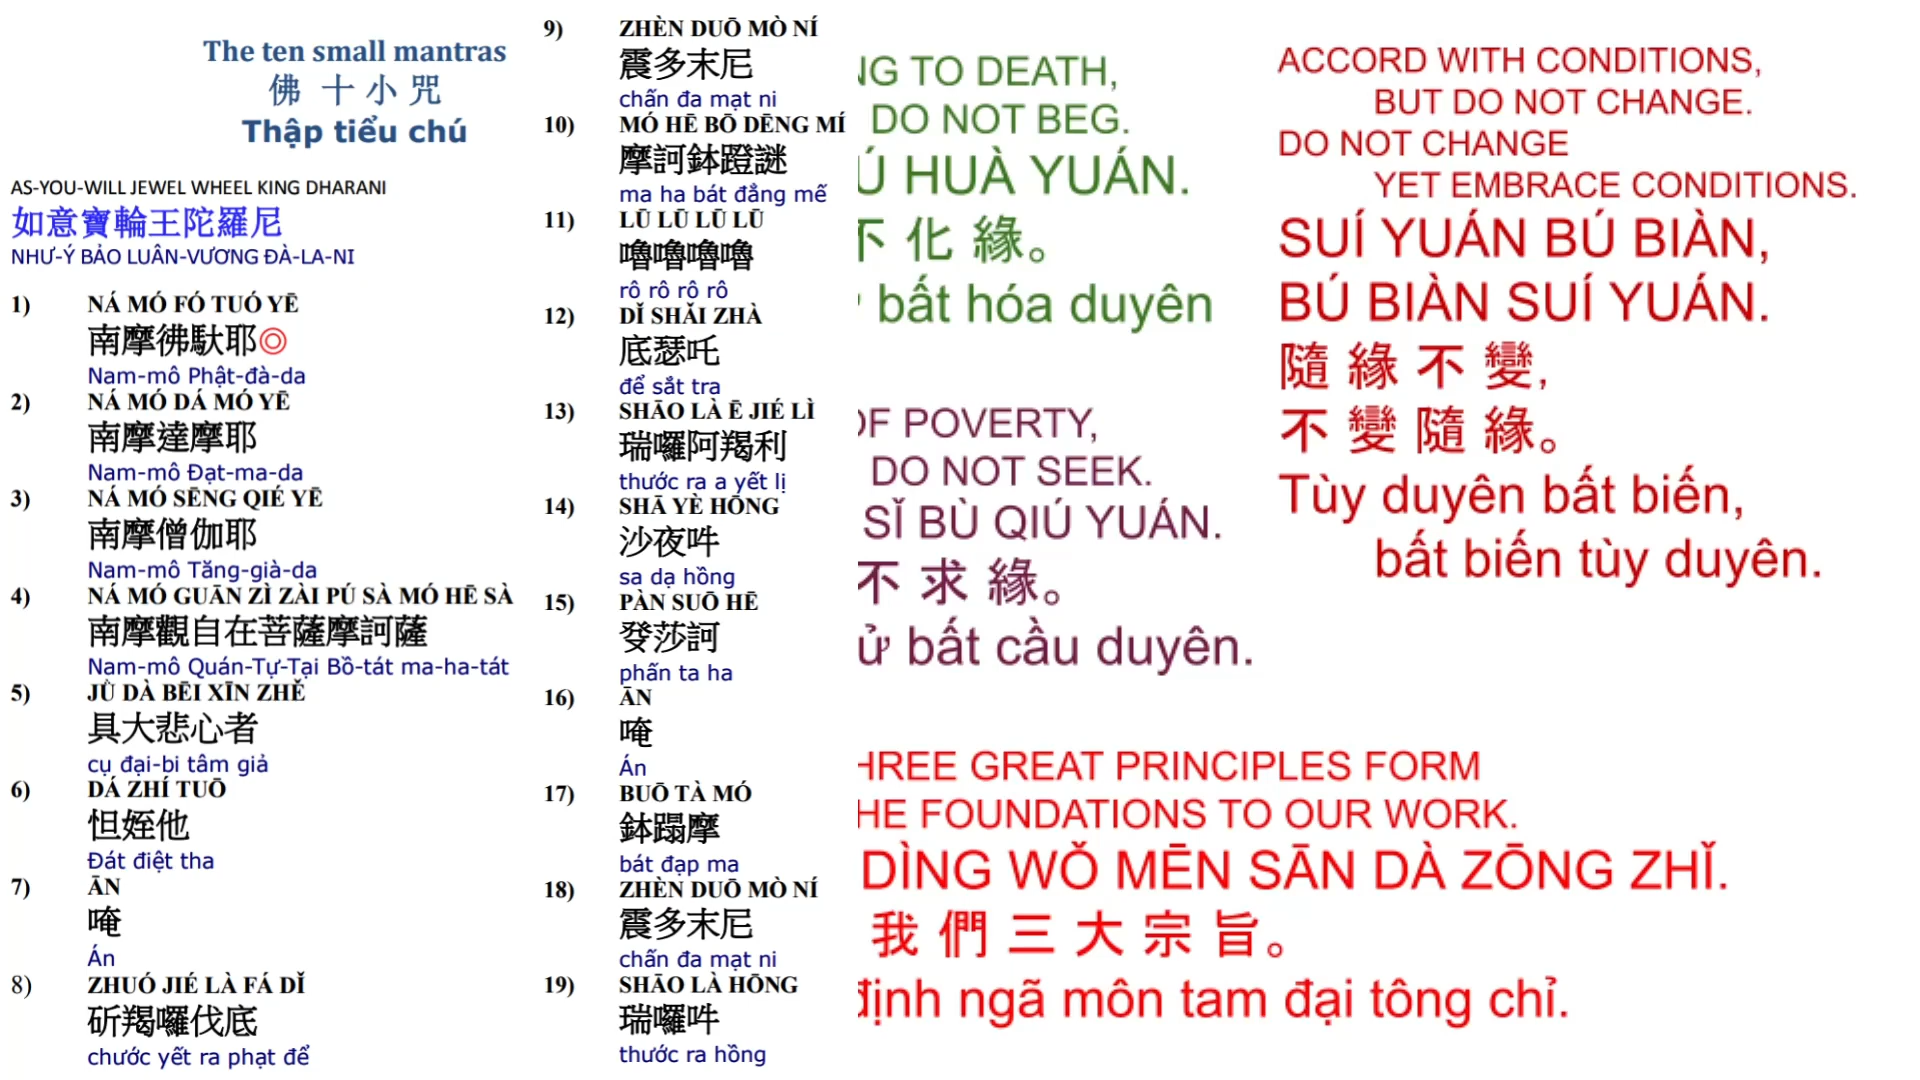 The ten small mantras
佛 十 小 咒
Thập tiểu chú
AS-YOU-WILL JEWEL WHEEL KING DHARANI
如意寶輪王陀羅尼
NHƯ-Ý BẢO LUÂN-VƯƠNG ĐÀ-LA-NI
1) NÁ MÓ FÓ TUÓ YĒ
南摩彿馱耶◎
Nam-mô Phật-đà-da
2) NÁ MÓ DÁ MÓ YĒ
南摩達摩耶
Nam-mô Đạt-ma-da
3) NÁ MÓ SĒNG QIÉ YĒ
南摩僧伽耶
Nam-mô Tăng-già-da
4) NÁ MÓ GUĀN ZÌ ZÀI PÚ SÀ MÓ HĒ SÀ
南摩觀自在菩薩摩訶薩
Nam-mô Quán-Tự-Tại Bồ-tát ma-ha-tát
5) JÙ DÀ BĒI XĪN ZHĚ
具大悲心者
cụ đại-bi tâm giả
6) DÁ ZHÍ TUŌ
怛姪他
Đát điệt tha
7) ĀN
唵
Án
8) ZHUÓ JIÉ LÀ FÁ DǏ
斫羯囉伐底
chước yết ra phạt để
9) ZHÈN DUŌ MÒ NÍ
震多末尼
chấn đa mạt ni
10) MÓ HĒ BŌ DĒNG MÍ
摩訶鉢蹬謎
ma ha bát đẳng mế
11) LŪ LŪ LŪ LŪ
嚕嚕嚕嚕
rô rô rô rô
12) DǏ SHǍI ZHÀ
底瑟吒
để sắt tra
13) SHĀO LÀ Ē JIÉ LÌ
瑞囉阿羯利
thước ra a yết lị
14) SHĀ YÈ HŌNG
沙夜吽
sa dạ hồng
15) PÀN SUŌ HĒ
癹莎訶
phấn ta ha
16) ĀN
唵
Án
17) BUŌ TÀ MÓ
鉢蹋摩
bát đạp ma
18) ZHÈN DUŌ MÒ NÍ
震多末尼
chấn đa mạt ni
19) SHĀO LÀ HŌNG
瑞囉吽
thước ra hồng
NG TO DEATH,
DO NOT BEG.
Ú HUÀ YUÁN.
不 化 緣。
bất hóa duyên
OF POVERTY,
DO NOT SEEK.
SǏ BÙ QIÚ YUÁN.
不 求 緣。
ử bất cầu duyên.
ACCORD WITH CONDITIONS,
BUT DO NOT CHANGE.
DO NOT CHANGE
YET EMBRACE CONDITIONS.
SUÍ YUÁN BÚ BIÀN,
BÚ BIÀN SUÍ YUÁN.
隨 緣 不 變,
不 變 隨 緣。
Tùy duyên bất biến,
bất biến tùy duyên.
HREE GREAT PRINCIPLES FORM
HE FOUNDATIONS TO OUR WORK.
DÌNG WǑ MĒN SĀN DÀ ZŌNG ZHǏ.
我 們 三 大 宗 旨。
định ngã môn tam đại tông chỉ.